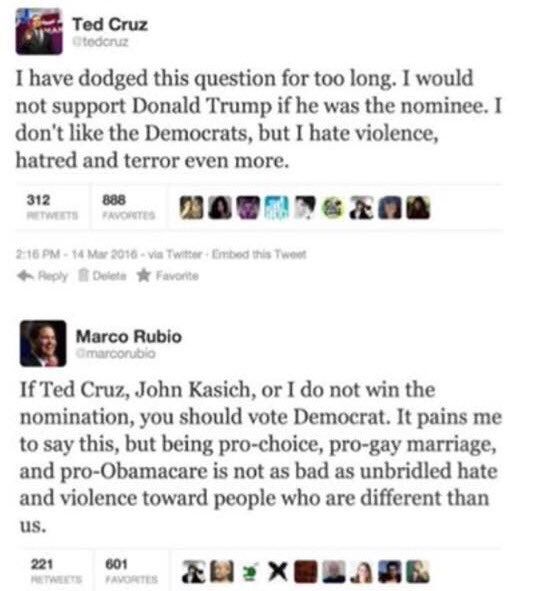 Ted Cruz
@tedcruz
I have dodged this question for too long. I would
not support Donald Trump if he was the nominee. I
don't like the Democrats, but I hate violence,
hatred and terror even more.
312 888
RETWEETS FAVORITES
2:16 PM - 14 Mar 2016 - via Twitter - Embed this Tweet
Reply Delete Favorite
Marco Rubio
@marcorubio
If Ted Cruz, John Kasich, or I do not win the
nomination, you should vote Democrat. It pains me
to say this, but being pro-choice, pro-gay marriage,
and pro-Obamacare is not as bad as unbridled hate
and violence toward people who are different than
us.
221 601
RETWEETS FAVORITES